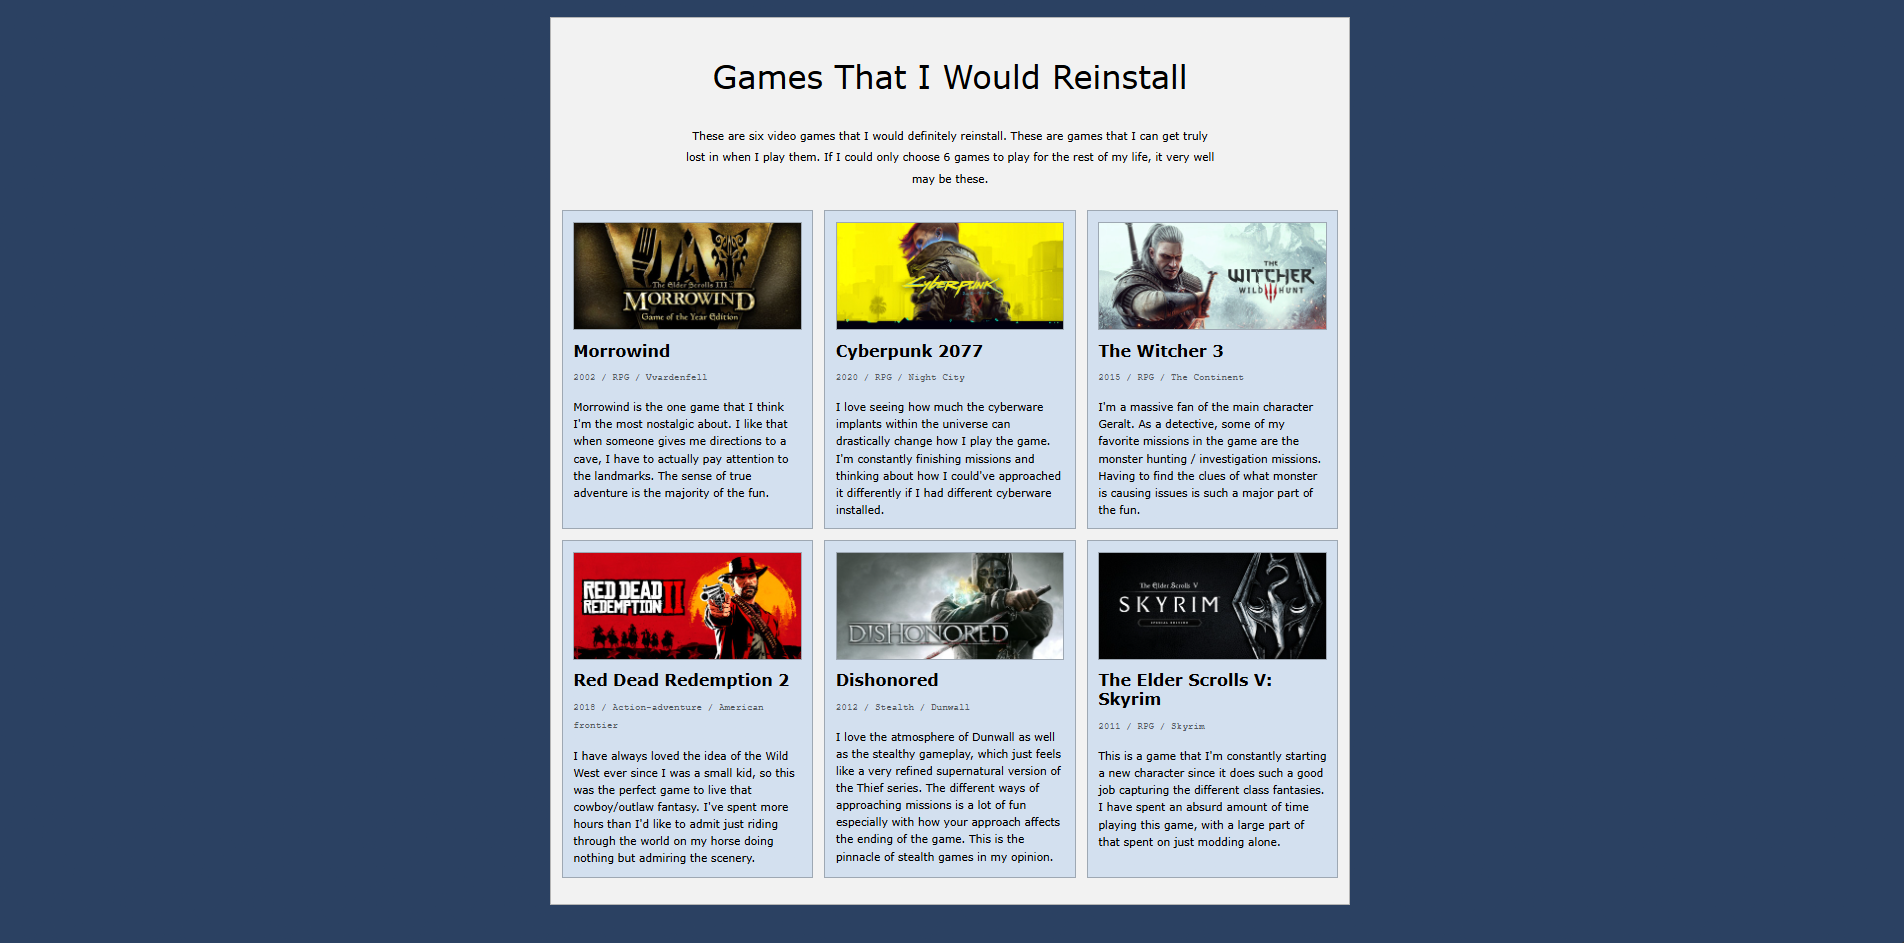 Games That I Would Reinstall
These are six video games that I would definitely reinstall. These are games that I can get truly
lost in when I play them. If I could only choose 6 games to play for the rest of my life, it very well
may be these.
The Elder Scrolls III
MORROWIND
Game of the Year Edition
Morrowind
2002 / RPG / Vvardenfell
Morrowind is the one game that I think
I'm the most nostalgic about. I like that
when someone gives me directions to a
cave, I have to actually pay attention to
the landmarks. The sense of true
adventure is the majority of the fun.
CYBERPUNK
Cyberpunk 2077
2020 / RPG / Night City
I love seeing how much the cyberware
implants within the universe can
drastically change how I play the game.
I'm constantly finishing missions and
thinking about how I could've approached
it differently if I had different cyberware
installed.
THE
WITCHER
WILD HUNT
The Witcher 3
2015 / RPG / The Continent
I'm a massive fan of the main character
Geralt. As a detective, some of my
favorite missions in the game are the
monster hunting / investigation missions.
Having to find the clues of what monster
is causing issues is such a major part of
the fun.
RED DEAD
REDEMPTION II
Red Dead Redemption 2
2018 / Action-adventure / American
frontier
I have always loved the idea of the Wild
West ever since I was a small kid, so this
was the perfect game to live that
cowboy/outlaw fantasy. I've spent more
hours than I'd like to admit just riding
through the world on my horse doing
nothing but admiring the scenery.
DISHONORED
Dishonored
2012 / Stealth / Dunwall
I love the atmosphere of Dunwall as well
as the stealthy gameplay, which just feels
like a very refined supernatural version of
the Thief series. The different ways of
approaching missions is a lot of fun
especially with how your approach affects
the ending of the game. This is the
pinnacle of stealth games in my opinion.
The Elder Scrolls V
SKYRIM
SPECIAL EDITION
The Elder Scrolls V:
Skyrim
2011 / RPG / Skyrim
This is a game that I'm constantly starting
a new character since it does such a good
job capturing the different class fantasies.
I have spent an absurd amount of time
playing this game, with a large part of
that spent on just modding alone.